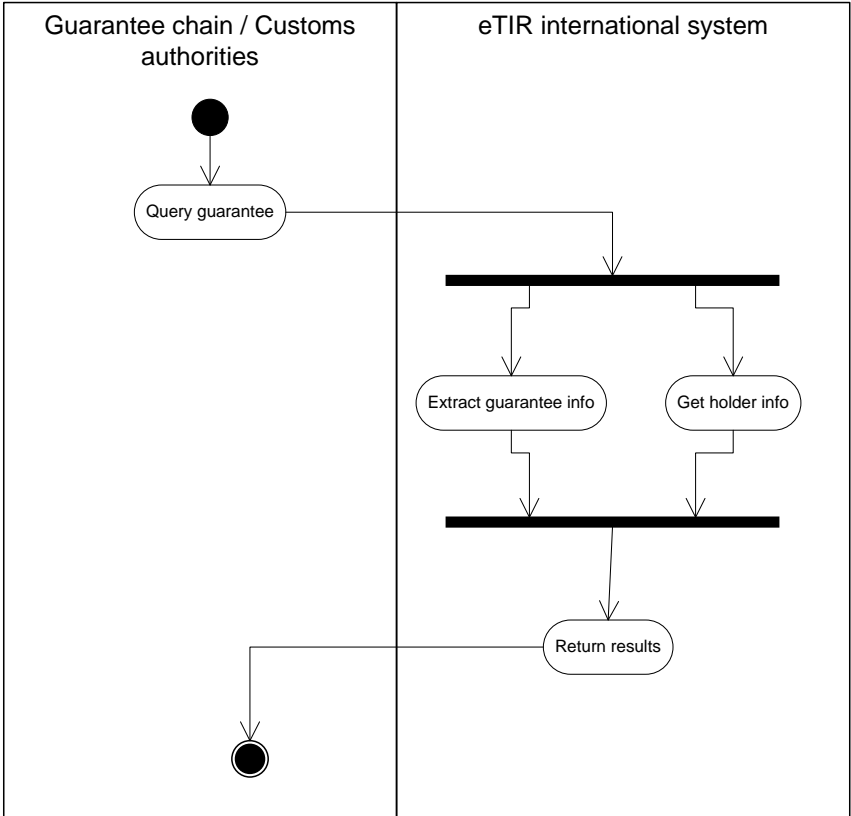 Guarantee chain / Customs
authorities
eTIR international system
Query guarantee
Extract guarantee info
Get holder info
Return results